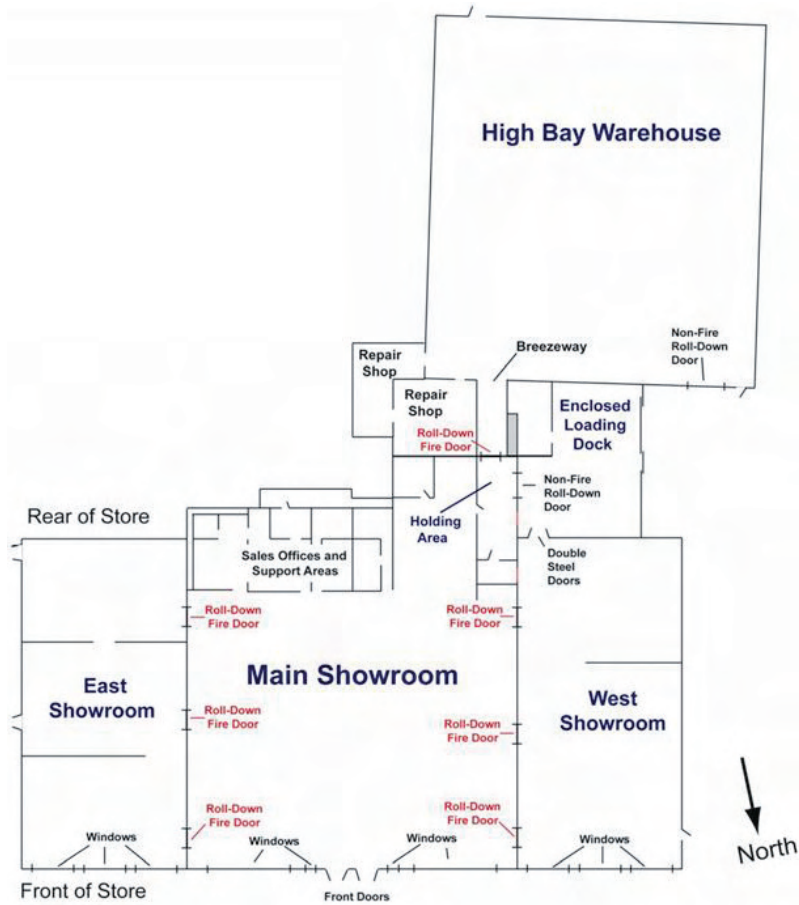 High Bay Warehouse
Non-Fire
Roll-Down
Door
Breezeway
Repair
Shop
Repair
Shop
Enclosed
Loading
Dock
Roll-Down
Fire Door
Non-Fire
Roll-Down
Door
Holding
Area
Rear of Store
Sales Offices and
Support Areas
Double
Steel
Doors
Roll-Down
Fire Door
Roll-Down
Fire Door
Main Showroom
East
Showroom
West
Showroom
Roll-Down
Fire Door
Roll-Down
Fire Door
Roll-Down
Fire Door
Roll-Down
Fire Door
Windows
Windows
Windows
Windows
North
Front of Store
Front Doors